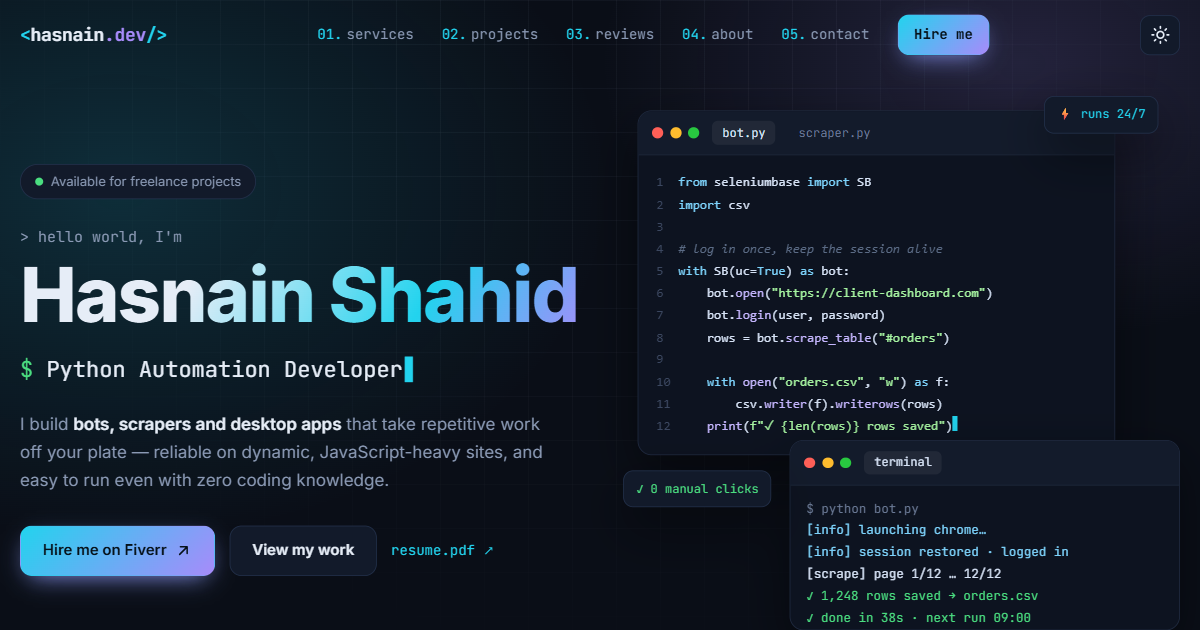 <hasnain.dev/>
01. services
02. projects
03. reviews
04. about
05. contact
Hire me
Available for freelance projects
> hello world, I'm
Hasnain Shahid
$ Python Automation Developer
I build bots, scrapers and desktop apps that take repetitive work
off your plate — reliable on dynamic, JavaScript-heavy sites, and
easy to run even with zero coding knowledge.
Hire me on Fiverr ↗
View my work
resume.pdf ↗
⚡ runs 24/7
bot.py
scraper.py
1 from seleniumbase import SB
2 import csv
3
4 # log in once, keep the session alive
5 with SB(uc=True) as bot:
6     bot.open("https://client-dashboard.com")
7     bot.login(user, password)
8     rows = bot.scrape_table("#orders")
9
10     with open("orders.csv", "w") as f:
11         csv.writer(f).writerows(rows)
12     print(f"✓ {len(rows)} rows saved")
✓ 0 manual clicks
terminal
$ python bot.py
[info] launching chrome…
[info] session restored · logged in
[scrape] page 1/12 … 12/12
✓ 1,248 rows saved → orders.csv
✓ done in 38s · next run 09:00